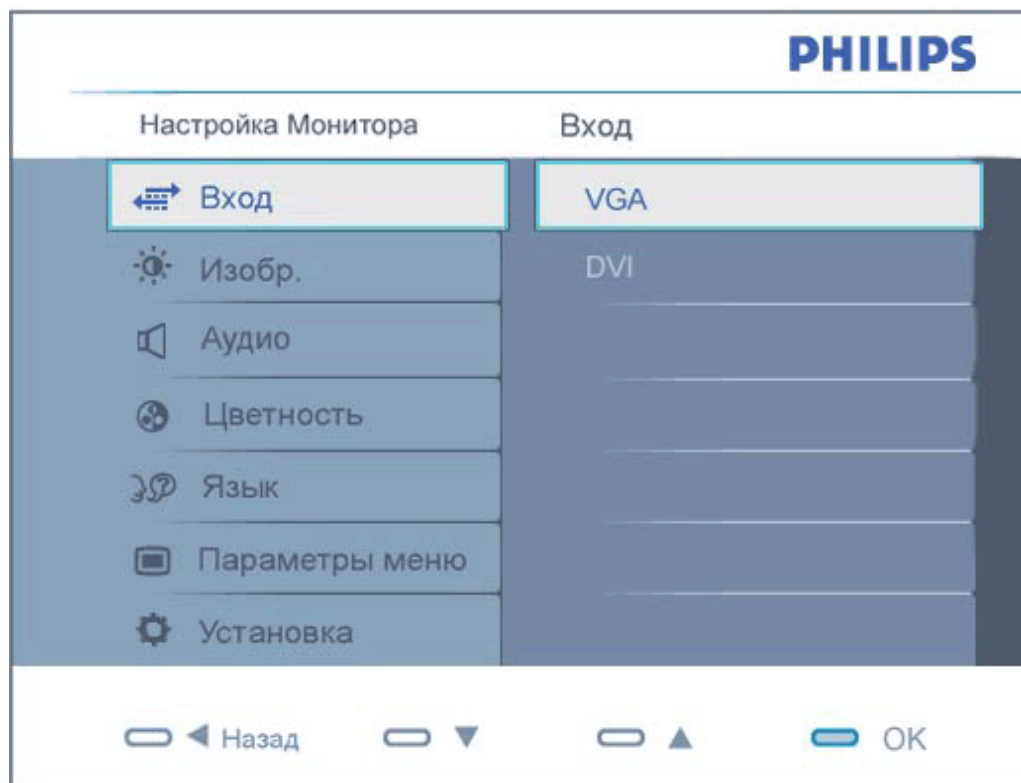 PHILIPS
Настройка Монитора
Вход
Вход
VGA
Изобр.
DVI
Аудио
Цветность
Язык
Параметры меню
Установка
Назад
OK